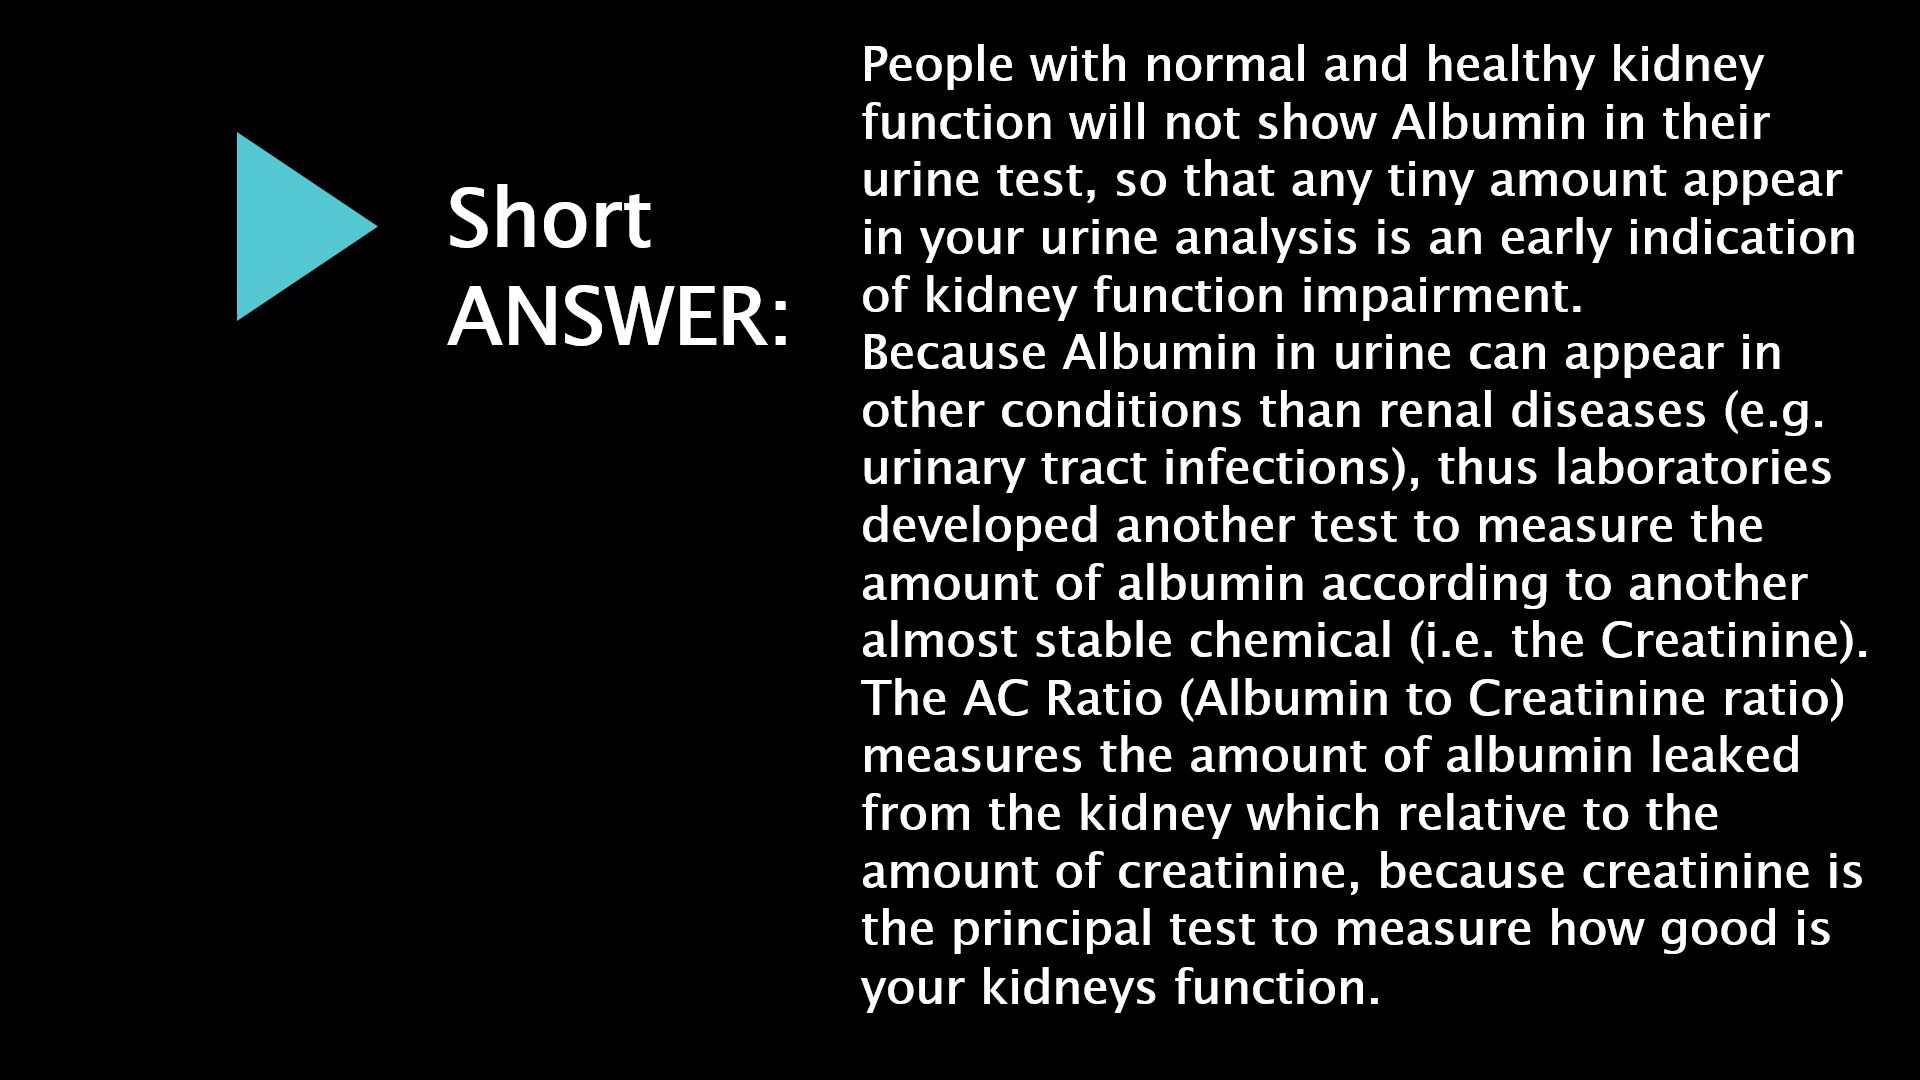 Short
ANSWER:
People with normal and healthy kidney
function will not show Albumin in their
urine test, so that any tiny amount appear
in your urine analysis is an early indication
of kidney function impairment.
Because Albumin in urine can appear in
other conditions than renal diseases (e.g.
urinary tract infections), thus laboratories
developed another test to measure the
amount of albumin according to another
almost stable chemical (i.e. the Creatinine).
The AC Ratio (Albumin to Creatinine ratio)
measures the amount of albumin leaked
from the kidney which relative to the
amount of creatinine, because creatinine is
the principal test to measure how good is
your kidneys function.